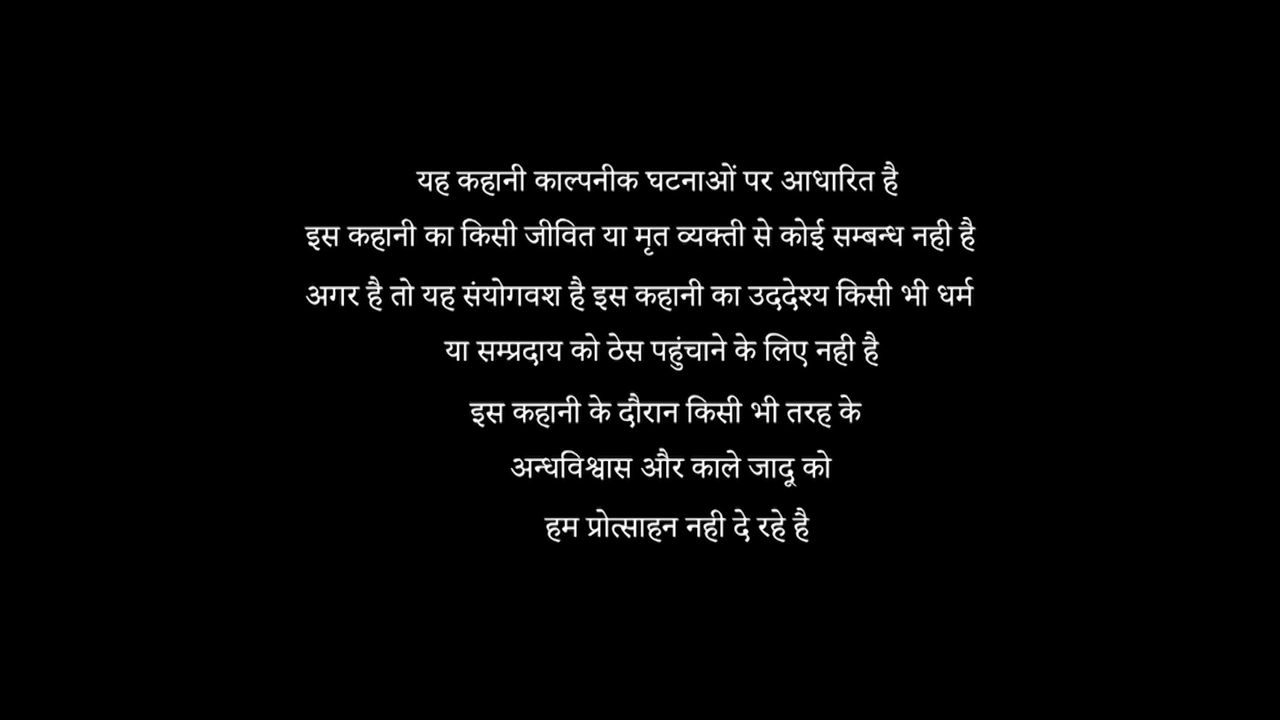 यह कहानी काल्पनीक घटनाओं पर आधारित है
इस कहानी का किसी जीवित या मृत व्यक्ती से कोई सम्बन्ध नही है
अगर है तो यह संयोगवश है इस कहानी का उददेश्य किसी भी धर्म
या सम्प्रदाय को ठेस पहुंचाने के लिए नही है
इस कहानी के दौरान किसी भी तरह के
अन्धविश्वास और काले जादू को
हम प्रोत्साहन नही दे रहे है